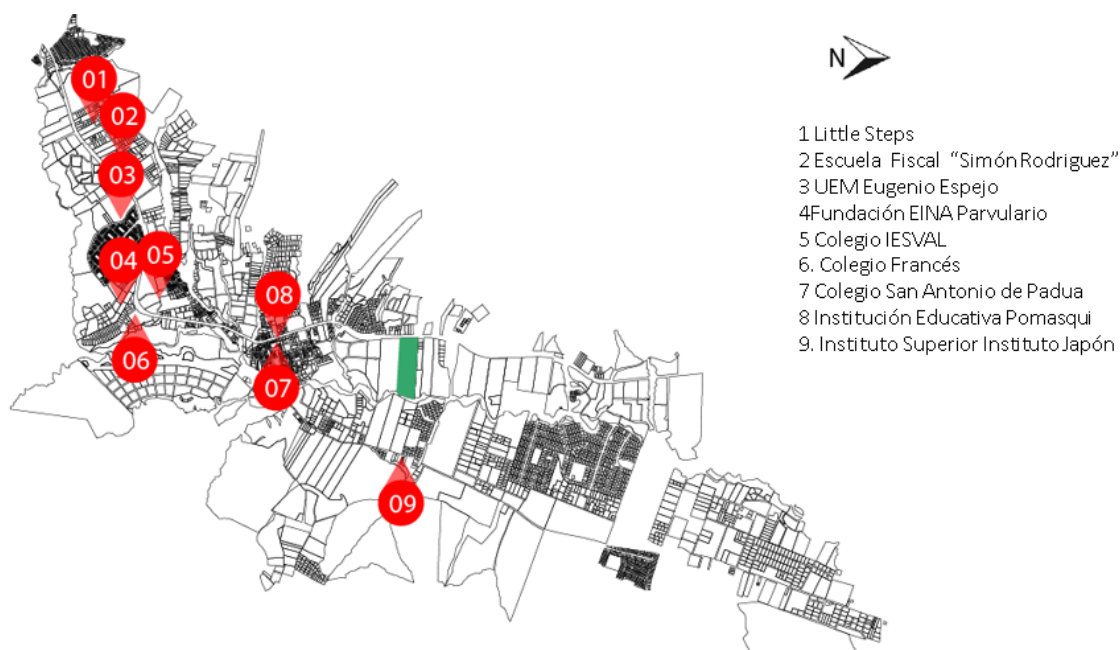 N
1 Little Steps
2 Escuela Fiscal “Simón Rodriguez”
3 UEM Eugenio Espejo
4Fundación EINA Parvulario
5 Colegio IESVAL
6. Colegio Francés
7 Colegio San Antonio de Padua
8 Institución Educativa Pomasqui
9. Instituto Superior Instituto Japón
01
02
03
04
05
06
08
07
09